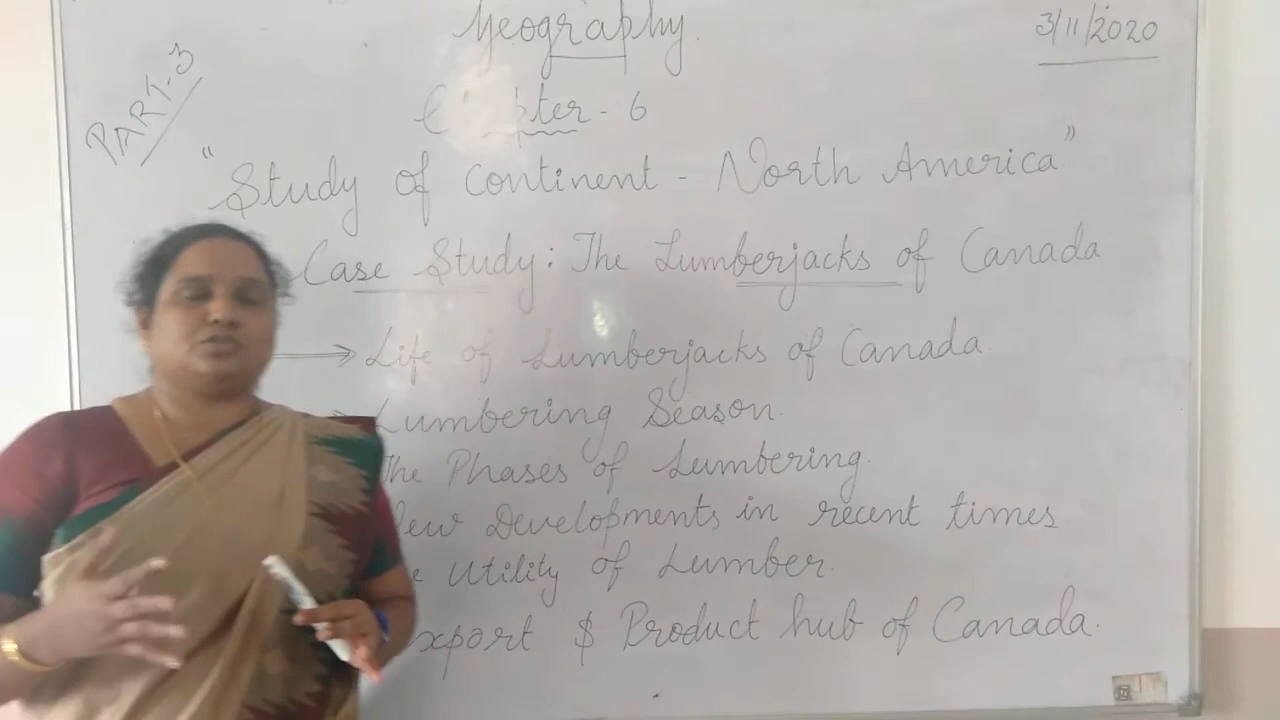 Geography
3/11/2020
PART-3
Chapter - 6
"Study of Continent - North America"
Case Study: The Lumberjacks of Canada
Life of Lumberjacks of Canada
Lumbering Season.
The Phases of Lumbering.
New Developments in recent times
Utility of Lumber.
Export & Product hub of Canada.